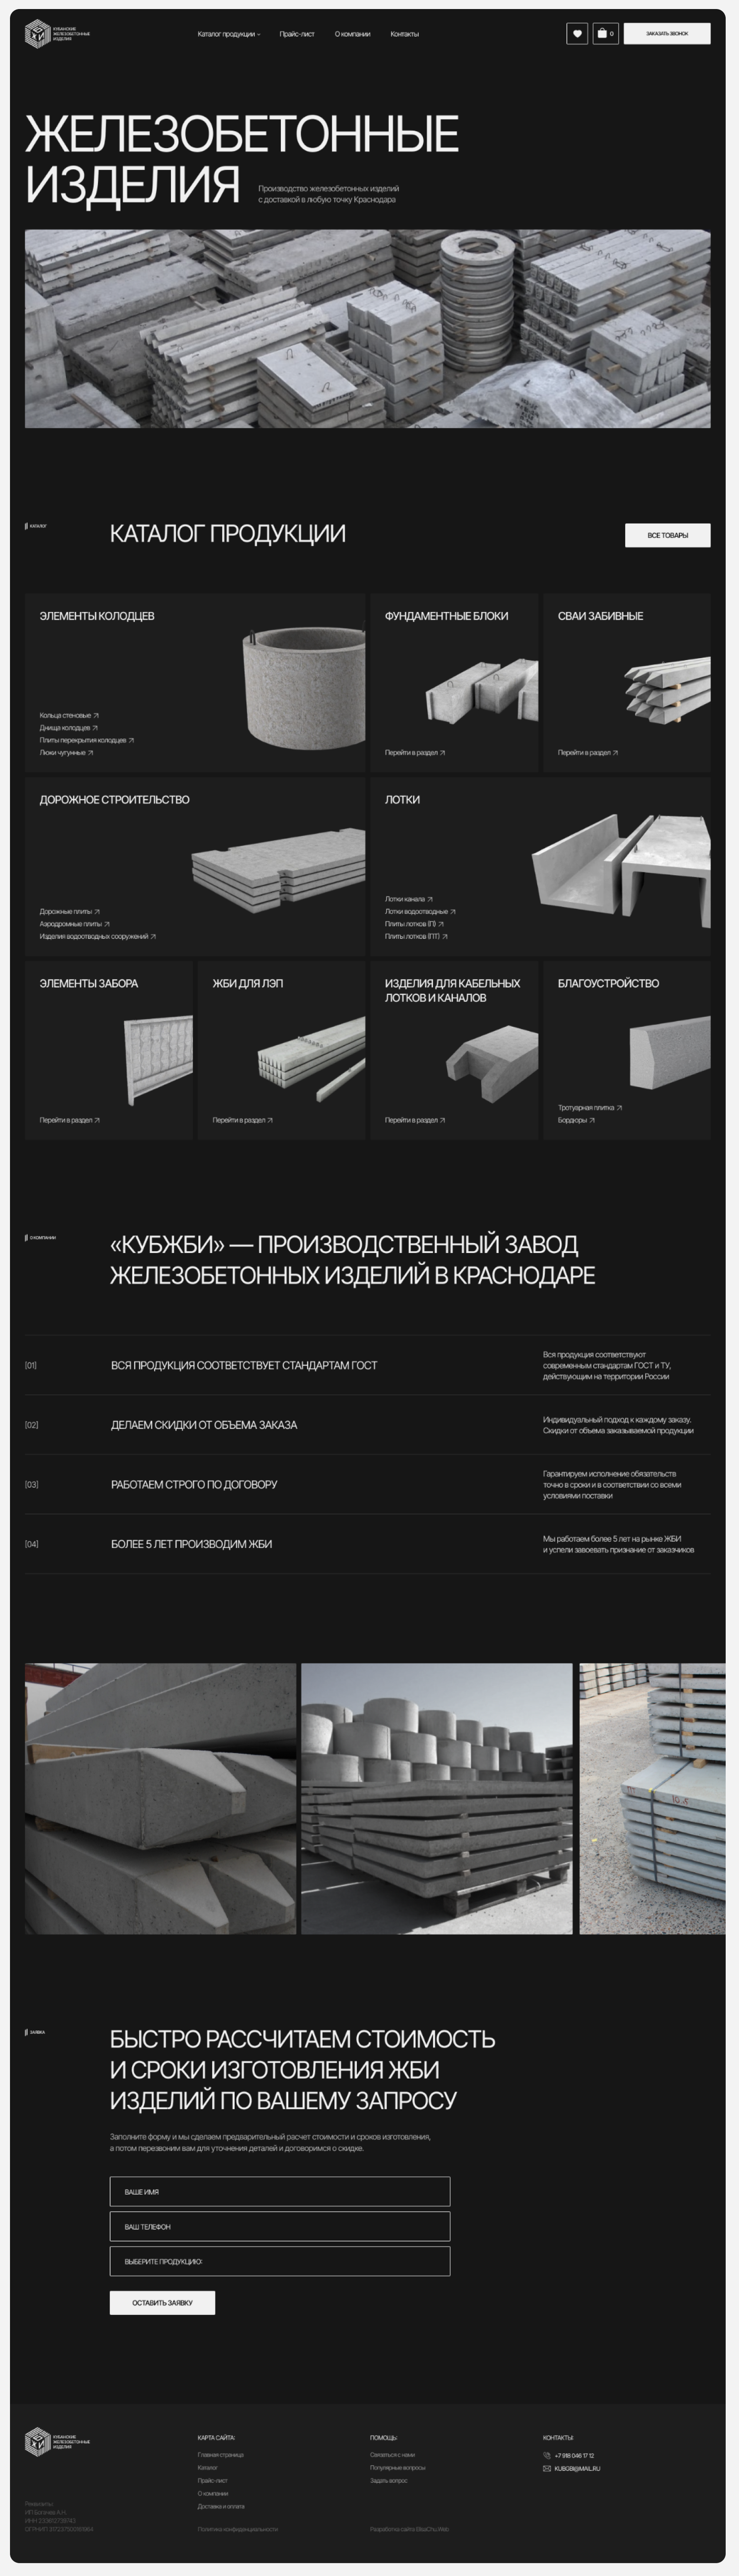 КУБАНСКИЕ
ЖЕЛЕЗОБЕТОННЫЕ
ИЗДЕЛИЯ
Каталог продукции
Прайс-лист
О компании
Контакты
0
ЗАКАЗАТЬ ЗВОНОК
ЖЕЛЕЗОБЕТОННЫЕ
ИЗДЕЛИЯ
Производство железобетонных изделий
с доставкой в любую точку Краснодара
КАТАЛОГ
КАТАЛОГ ПРОДУКЦИИ
ВСЕ ТОВАРЫ
ЭЛЕМЕНТЫ КОЛОДЦЕВ
Кольца стеновые
Днища колодцев
Плиты перекрытия колодцев
Люки чугунные
ФУНДАМЕНТНЫЕ БЛОКИ
Перейти в раздел
СВАИ ЗАБИВНЫЕ
Перейти в раздел
ДОРОЖНОЕ СТРОИТЕЛЬСТВО
Дорожные плиты
Аэродромные плиты
Изделия водоотводных сооружений
ЛОТКИ
Лотки канала
Лотки водоотводные
Плиты лотков (П)
Плиты лотков (ПТ)
ЭЛЕМЕНТЫ ЗАБОРА
Перейти в раздел
ЖБИ ДЛЯ ЛЭП
Перейти в раздел
ИЗДЕЛИЯ ДЛЯ КАБЕЛЬНЫХ
ЛОТКОВ И КАНАЛОВ
Перейти в раздел
БЛАГОУСТРОЙСТВО
Тротуарная плитка
Бордюры
О КОМПАНИИ
«КУБЖБИ» — ПРОИЗВОДСТВЕННЫЙ ЗАВОД
ЖЕЛЕЗОБЕТОННЫХ ИЗДЕЛИЙ В КРАСНОДАРЕ
[01]
ВСЯ ПРОДУКЦИЯ СООТВЕТСТВУЕТ СТАНДАРТАМ ГОСТ
Вся продукция соответствуют
современным стандартам ГОСТ и ТУ,
действующим на территории России
[02]
ДЕЛАЕМ СКИДКИ ОТ ОБЪЕМА ЗАКАЗА
Индивидуальный подход к каждому заказу.
Скидки от объема заказываемой продукции
[03]
РАБОТАЕМ СТРОГО ПО ДОГОВОРУ
Гарантируем исполнение обязательств
точно в сроки и в соответствии со всеми
условиями поставки
[04]
БОЛЕЕ 5 ЛЕТ ПРОИЗВОДИМ ЖБИ
Мы работаем более 5 лет на рынке ЖБИ
и успели завоевать признание от заказчиков
ЗАЯВКА
БЫСТРО РАССЧИТАЕМ СТОИМОСТЬ
И СРОКИ ИЗГОТОВЛЕНИЯ ЖБИ
ИЗДЕЛИЙ ПО ВАШЕМУ ЗАПРОСУ
Заполните форму и мы сделаем предварительный расчет стоимости и сроков изготовления,
а потом перезвоним вам для уточнения деталей и договоримся о скидке.
ВАШЕ ИМЯ
ВАШ ТЕЛЕФОН
ВЫБЕРИТЕ ПРОДУКЦИЮ:
ОСТАВИТЬ ЗАЯВКУ
КУБАНСКИЕ
ЖЕЛЕЗОБЕТОННЫЕ
ИЗДЕЛИЯ
КАРТА САЙТА:
Главная страница
Каталог
Прайс-лист
О компании
Доставка и оплата
ПОМОЩЬ:
Связаться с нами
Популярные вопросы
Задать вопрос
КОНТАКТЫ:
+7 918 046 17 12
KUBGBI@MAIL.RU
Реквизиты:
ИНН
ОГРНИП
Политика конфиденциальности
Разработка сайта